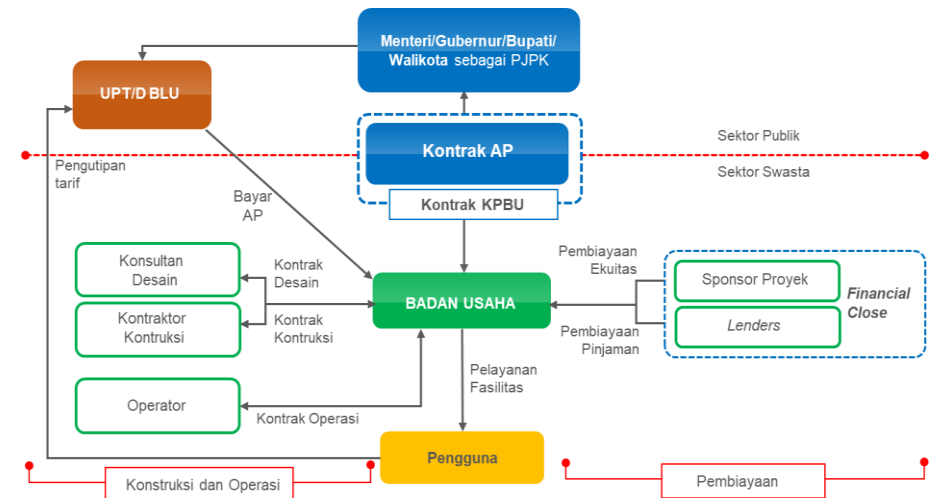 Menteri/Gubernur/Bupati/
Walikota sebagai PJPK
UPT/D BLU
Kontrak AP
Sektor Publik
Sektor Swasta
Pengutipan
tarif
Kontrak KPBU
Bayar
AP
Konsultan
Desain
Kontrak
Desain
Kontraktor
Kontruksi
Kontrak
Kontruksi
BADAN USAHA
Pembiayaan
Ekuitas
Sponsor Proyek
Financial
Close
Lenders
Pembiayaan
Pinjaman
Pelayanan
Fasilitas
Operator
Kontrak Operasi
Pengguna
Konstruksi dan Operasi
Pembiayaan